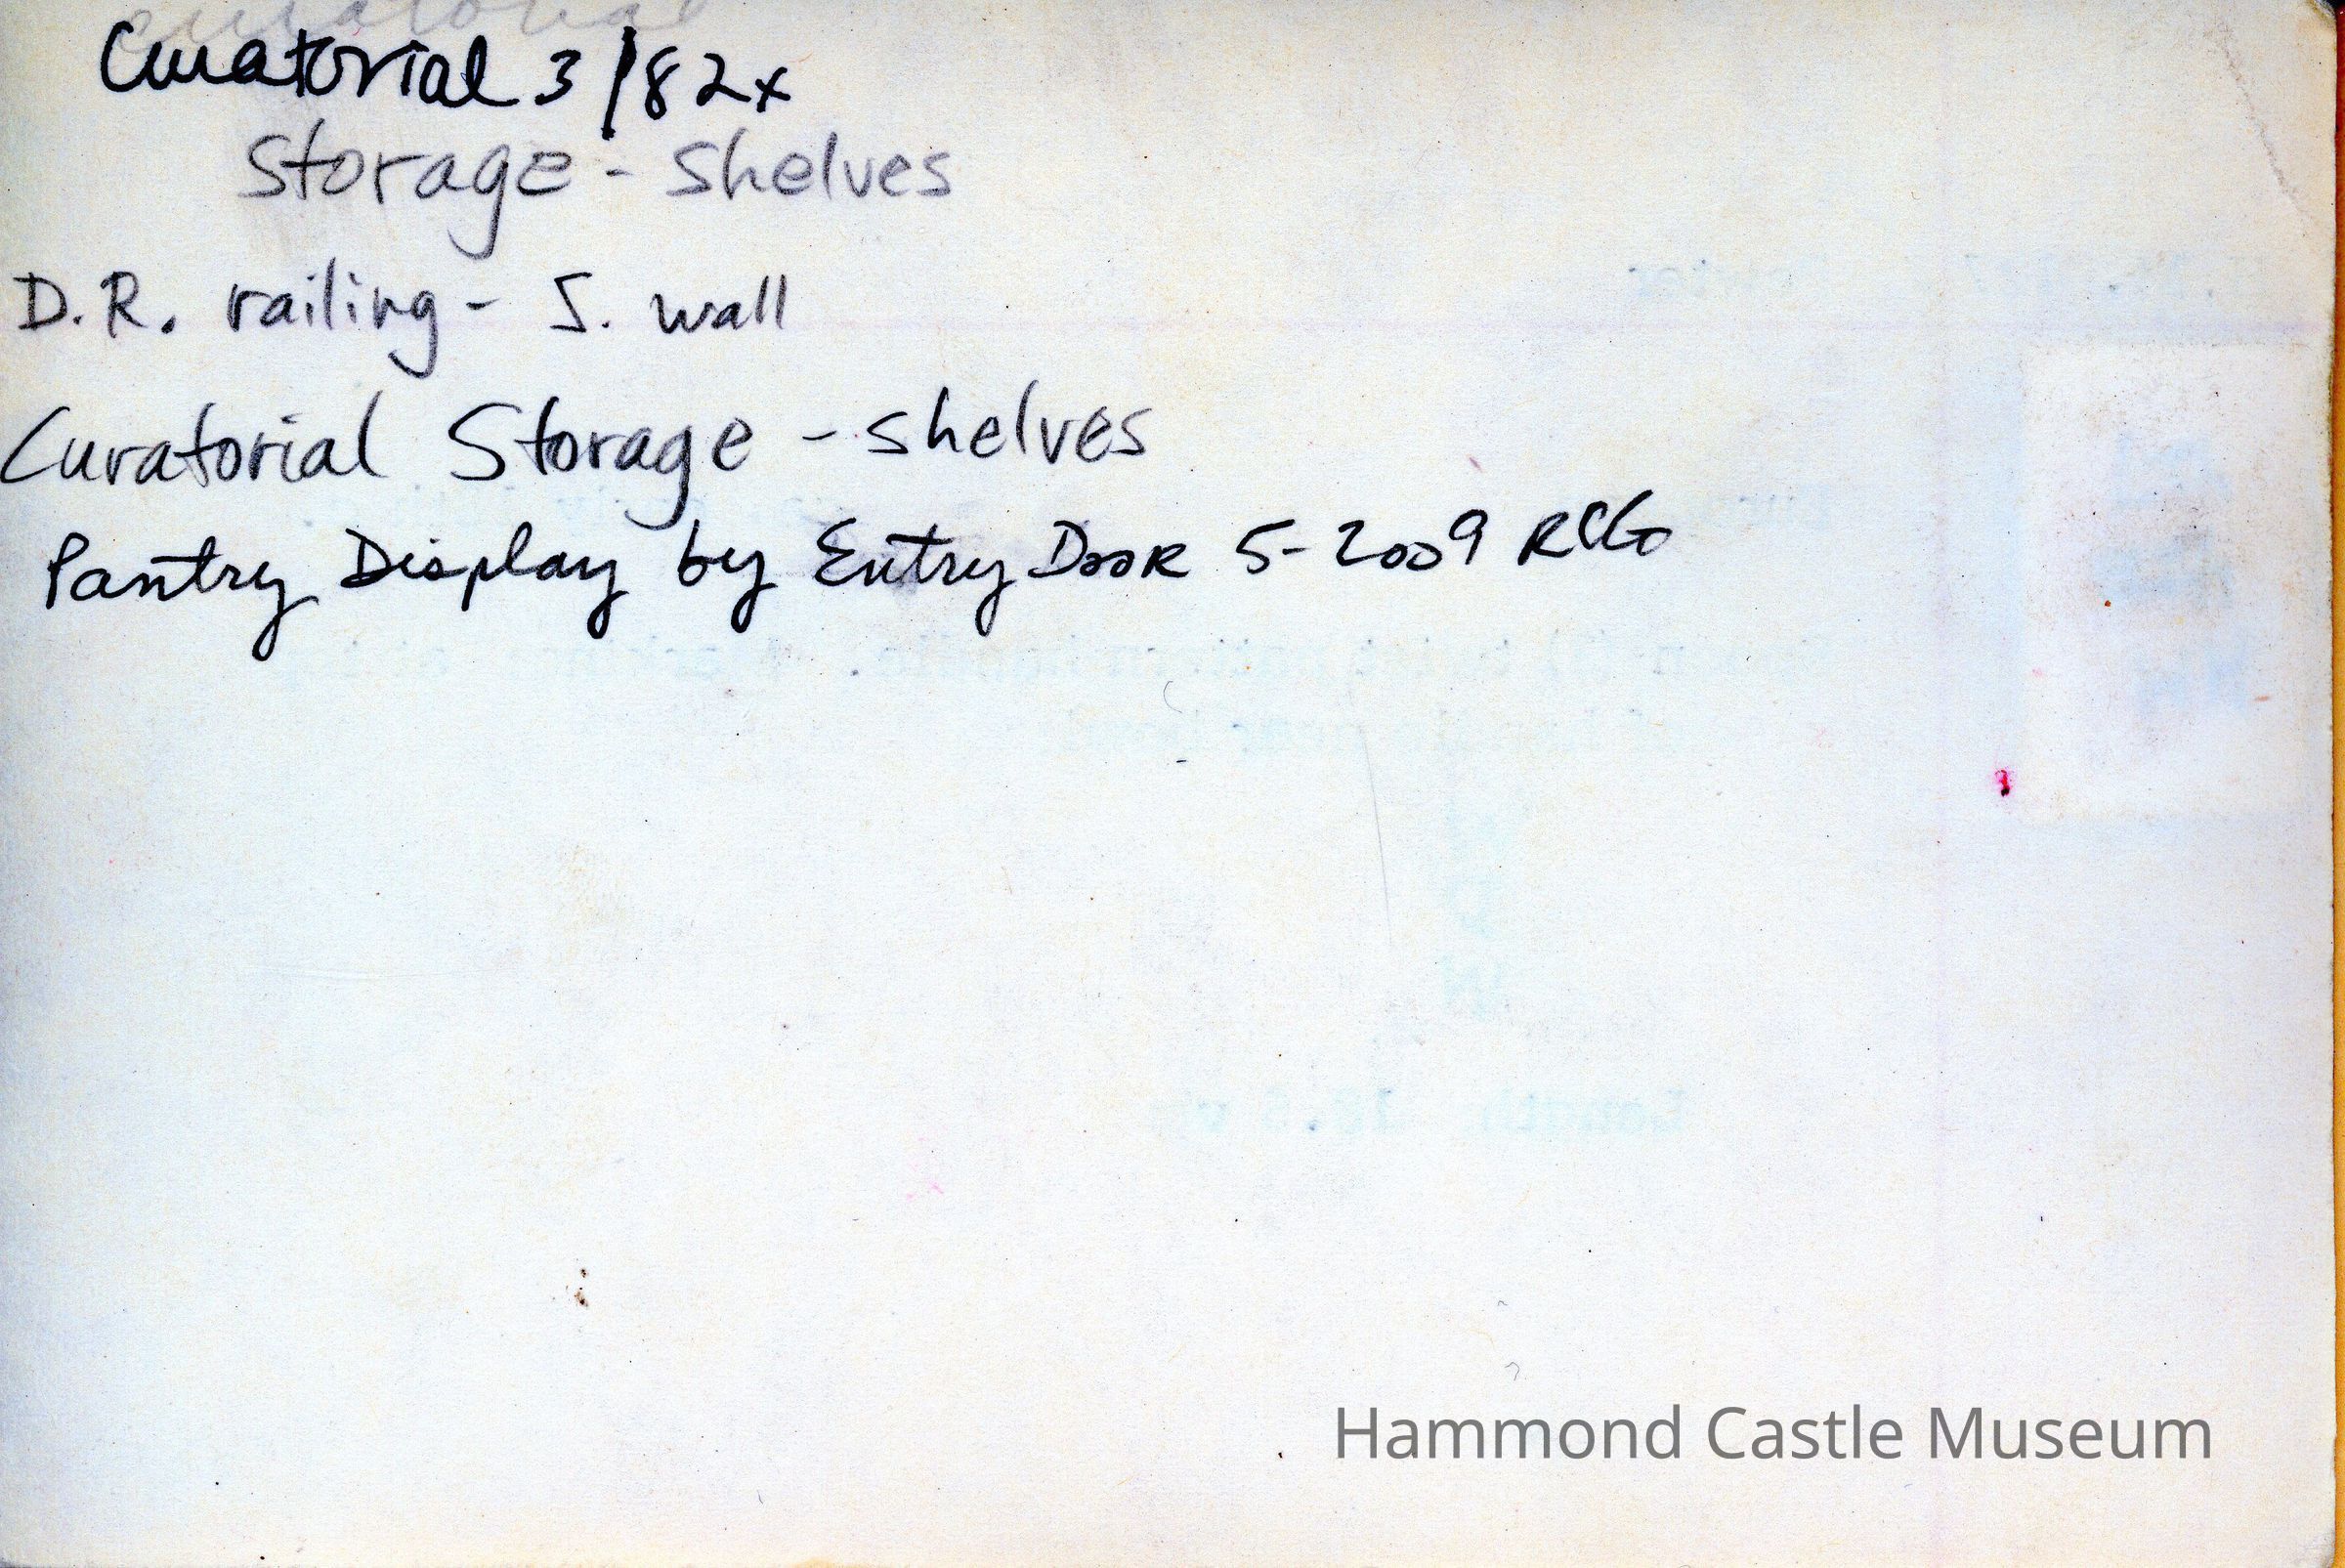 curatorial
Curatorial 3/82x
Storage - shelves
D.R. railing - S. wall
Curatorial Storage - shelves
Pantry Display by Entry Door 5-2009 RCG
Hammond Castle Museum